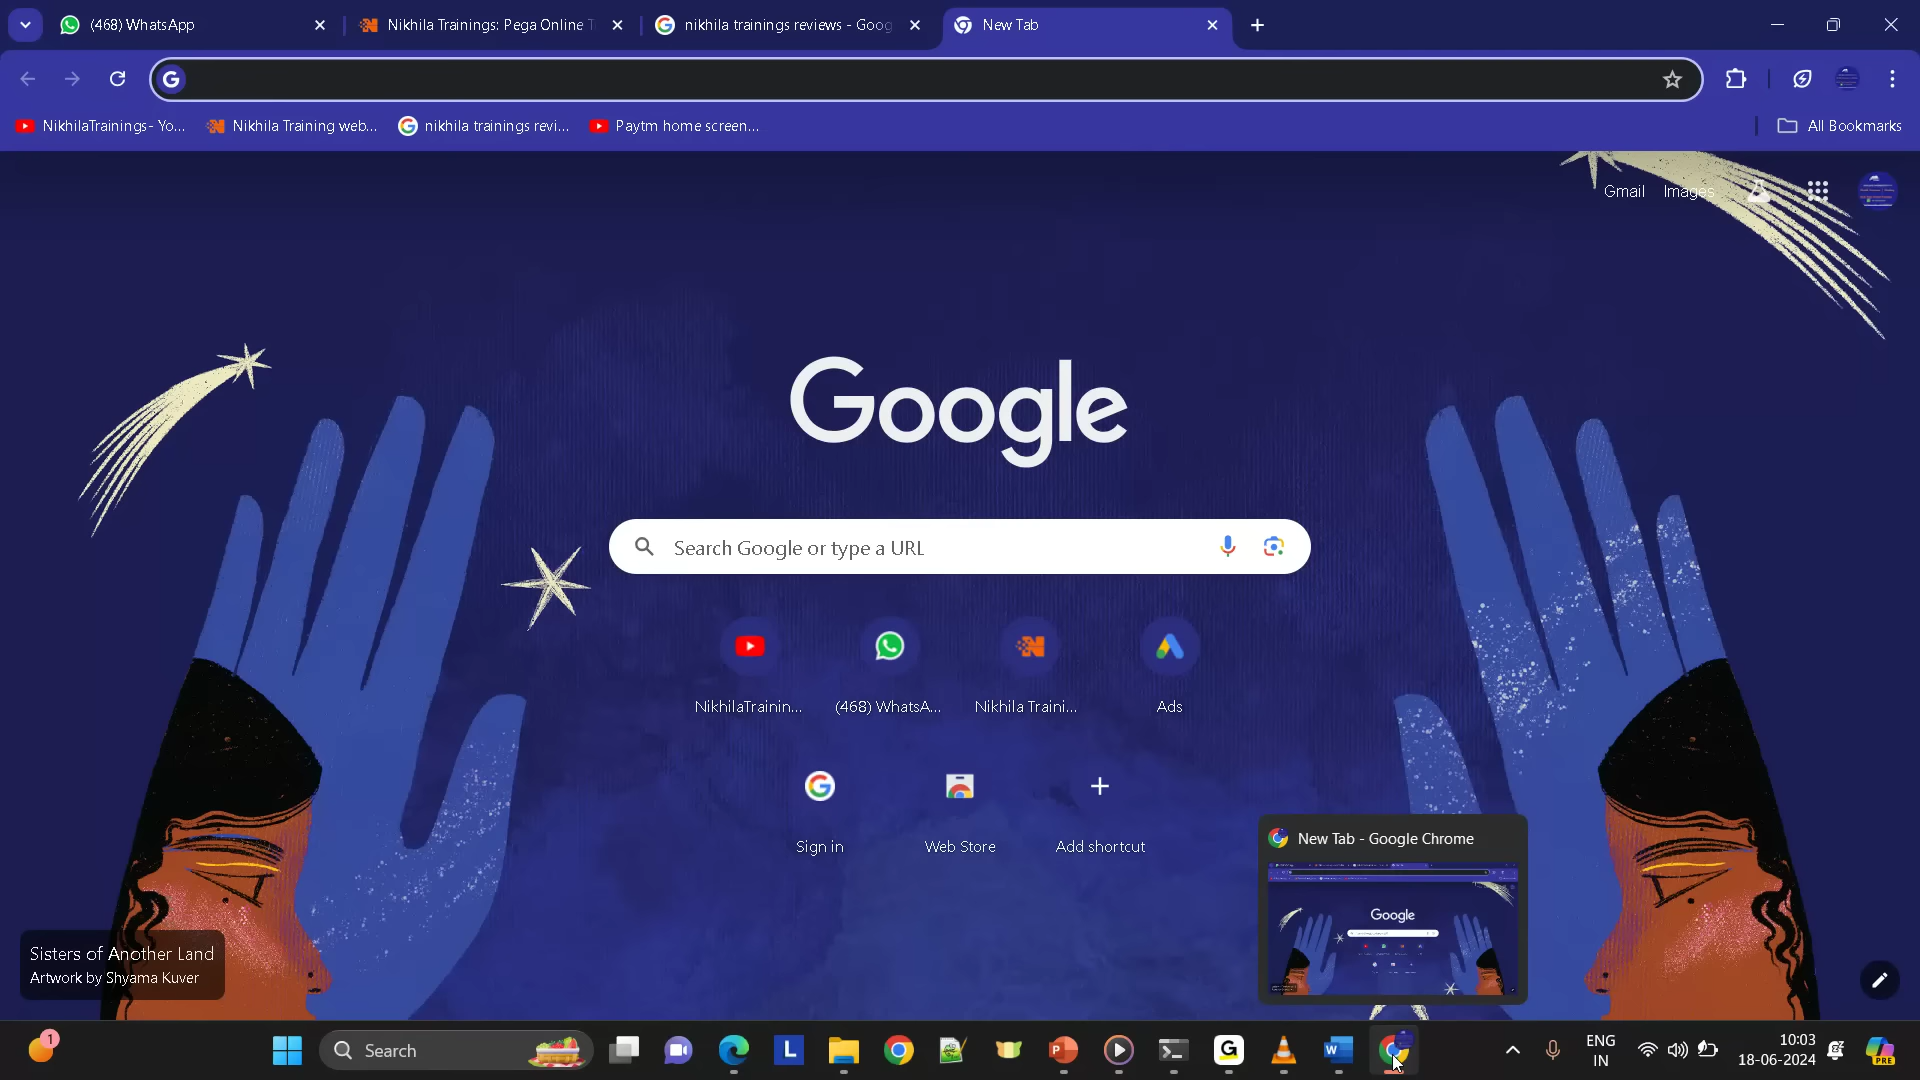 (468) WhatsApp
Nikhila Trainings: Pega Online T
nikhila trainings reviews - Goog
New Tab
NikhilaTrainings- Yo...
Nikhila Training web...
nikhila trainings revi...
Paytm home screen...
All Bookmarks
Gmail
Images
Google
Search Google or type a URL
NikhilaTrainin...
(468) WhatsA...
Nikhila Traini...
Ads
Sign in
Web Store
Add shortcut
New Tab - Google Chrome
Google
Sisters of Another Land
Artwork by Shyama Kuver
1
Search
L
G
W
ENG
IN
10:03
18-06-2024
PRE